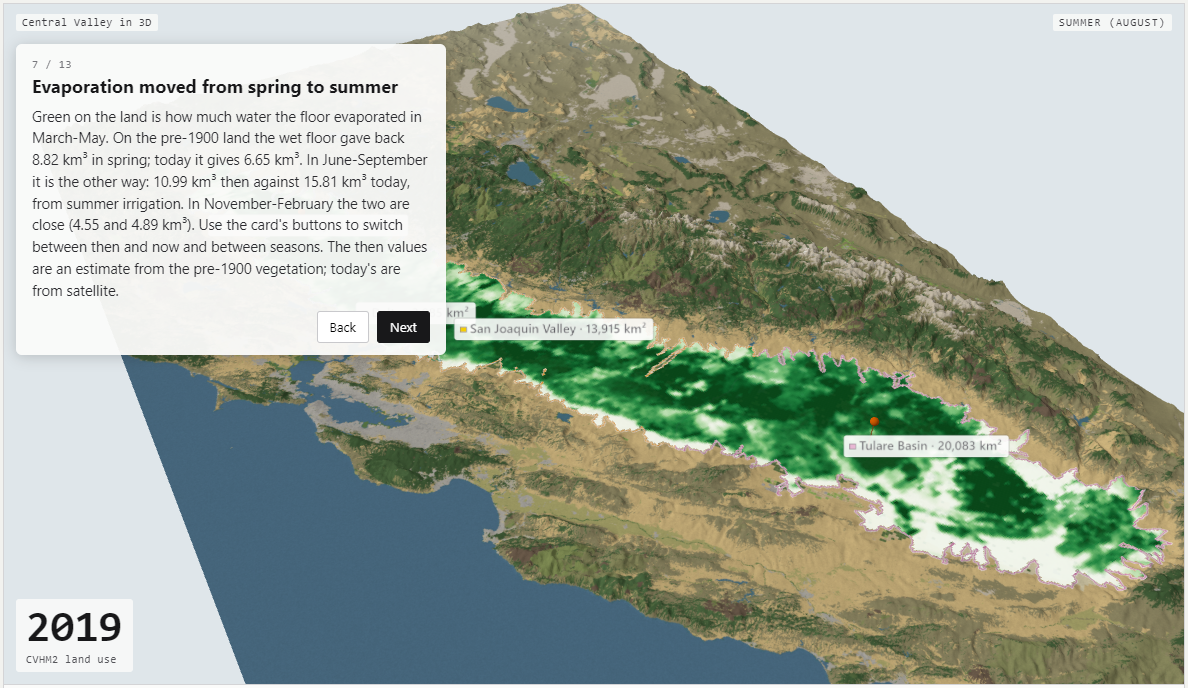 Central Valley in 3D
SUMMER (AUGUST)
7 / 13
Evaporation moved from spring to summer
Green on the land is how much water the floor evaporated in
March-May. On the pre-1900 land the wet floor gave back
8.82 km³ in spring; today it gives 6.65 km³. In June-September
it is the other way: 10.99 km³ then against 15.81 km³ today,
from summer irrigation. In November-February the two are
close (4.55 and 4.89 km³). Use the card's buttons to switch
between then and now and between seasons. The then values
are an estimate from the pre-1900 vegetation; today's are
from satellite.
Back
Next
km²
San Joaquin Valley · 13,915 km²
Tulare Basin · 20,083 km²
2019
CVHM2 land use